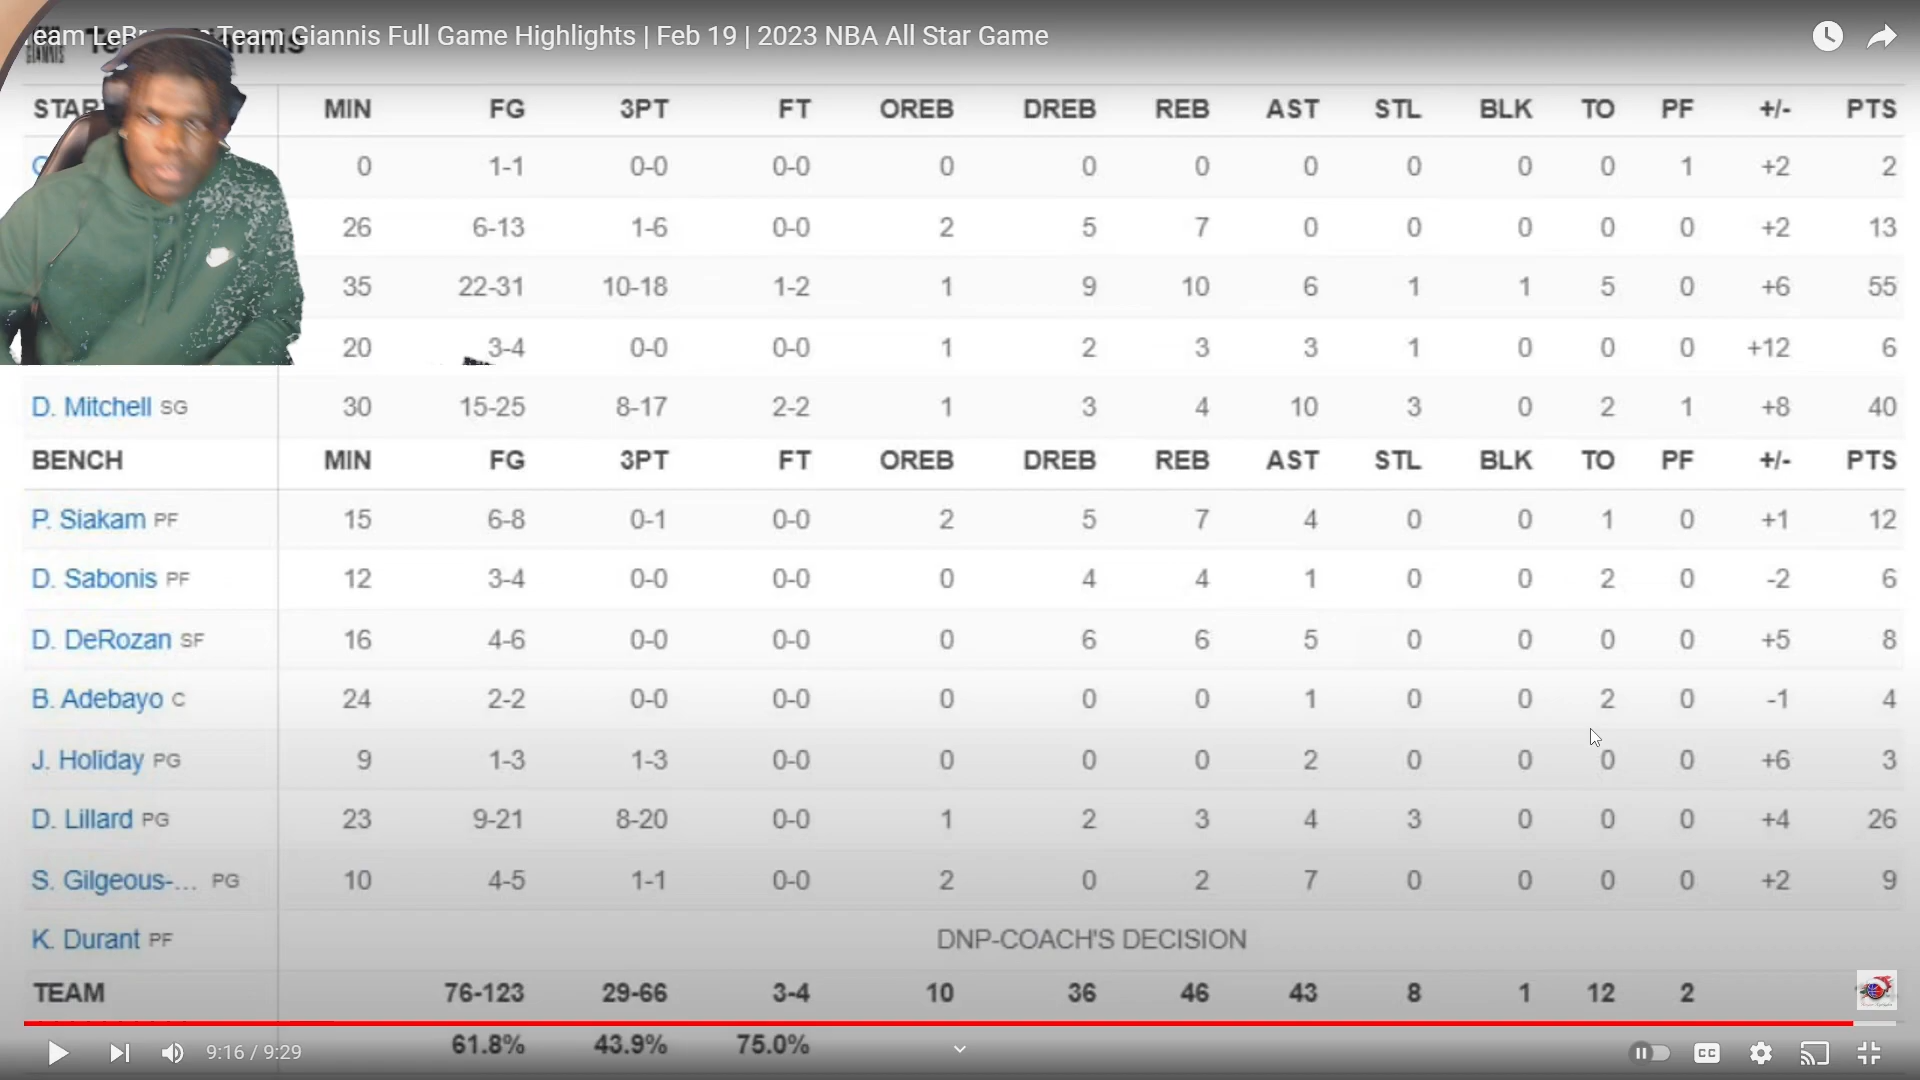 Team Giannis Full Game Highlights | Feb 19 | 2023 NBA All Star Game
MIN FG 3PT FT OREB DREB REB AST STL BLK TO PF +/- PTS
0 1-1 0-0 0-0 0 0 0 0 0 0 0 1 +2 2
26 6-13 1-6 0-0 2 5 7 0 0 0 0 0 +2 13
35 22-31 10-18 1-2 1 9 10 6 1 1 5 0 +6 55
20 3-4 0-0 0-0 1 2 3 3 1 0 0 0 +12 6
D. Mitchell SG 30 15-25 8-17 2-2 1 3 4 10 3 0 2 1 +8 40
BENCH MIN FG 3PT FT OREB DREB REB AST STL BLK TO PF +/- PTS
P. Siakam PF 15 6-8 0-1 0-0 2 5 7 4 0 0 1 0 +1 12
D. Sabonis PF 12 3-4 0-0 0-0 0 4 4 1 0 0 2 0 -2 6
D. DeRozan SF 16 4-6 0-0 0-0 0 6 6 5 0 0 0 0 +5 8
B. Adebayo C 24 2-2 0-0 0-0 0 0 0 1 0 0 2 0 -1 4
J. Holiday PG 9 1-3 1-3 0-0 0 0 0 2 0 0 0 0 +6 3
D. Lillard PG 23 9-21 8-20 0-0 1 2 3 4 3 0 0 0 +4 26
S. Gilgeous-... PG 10 4-5 1-1 0-0 2 0 2 7 0 0 0 0 +2 9
K. Durant PF DNP-COACH'S DECISION
TEAM 76-123 29-66 3-4 10 36 46 43 8 1 12 2
61.8% 43.9% 75.0%
9:16 / 9:29
CC